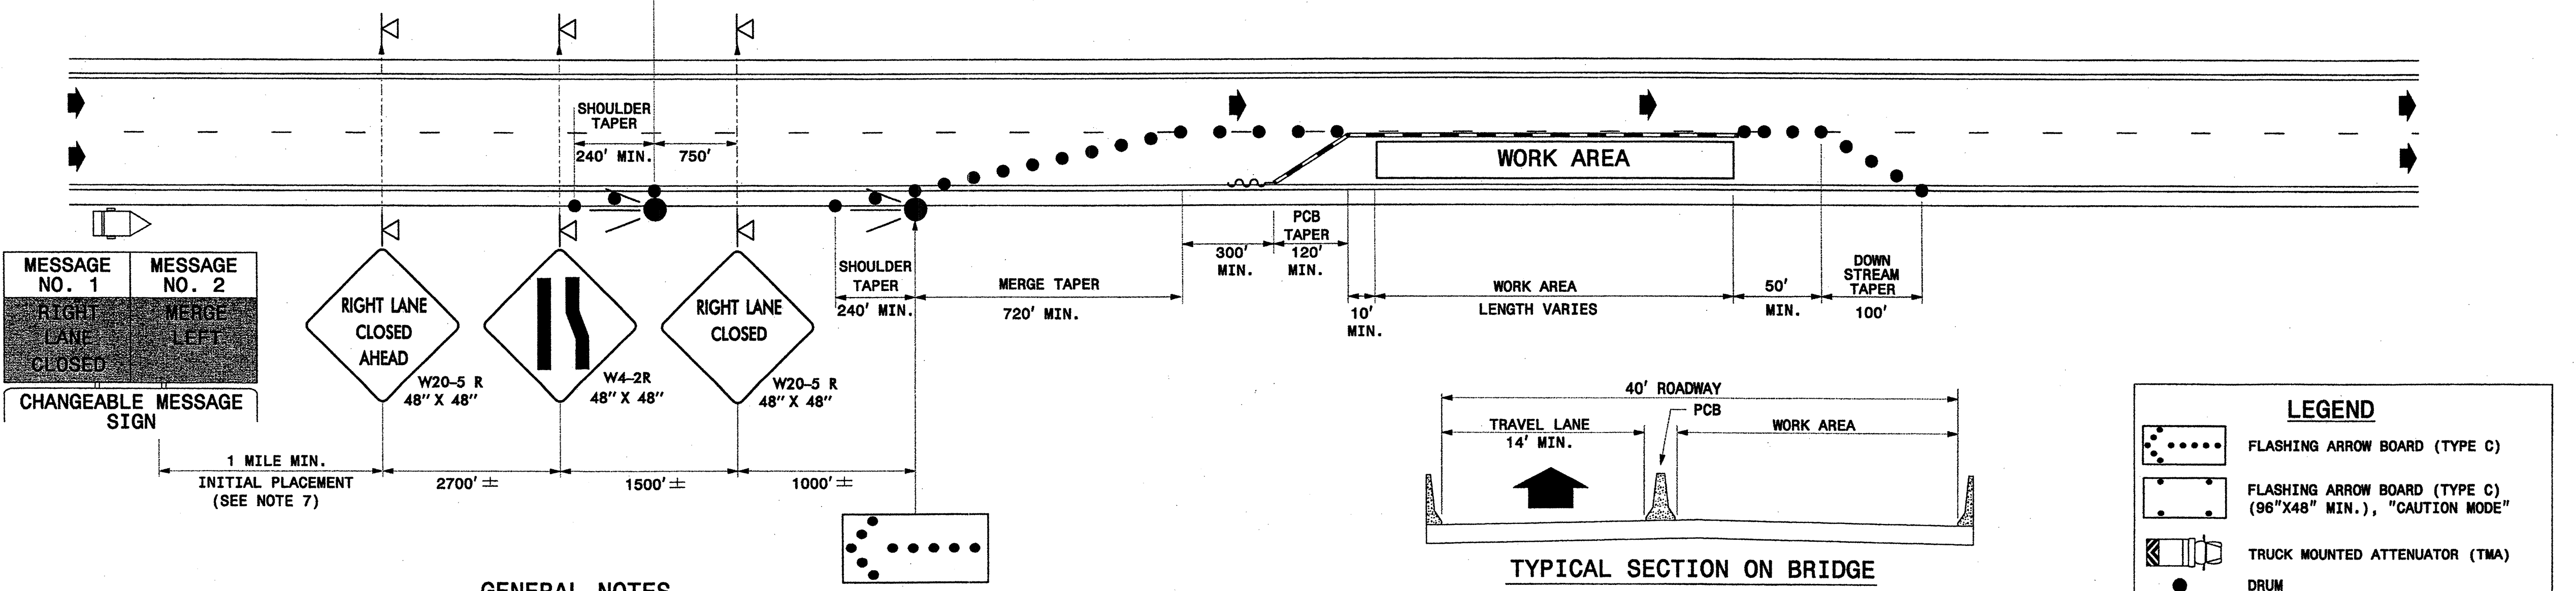 SHOULDER
TAPER
240' MIN.
750'
WORK AREA
MESSAGE
NO. 1
MESSAGE
NO. 2
RIGHT
LANE
CLOSED
MERGE
LEFT
CHANGEABLE MESSAGE
SIGN
RIGHT LANE
CLOSED
AHEAD
W20-5 R
48" X 48"
W4-2R
48" X 48"
RIGHT LANE
CLOSED
W20-5 R
48" X 48"
SHOULDER
TAPER
240' MIN.
MERGE TAPER
720' MIN.
300'
MIN.
PCB
TAPER
120'
MIN.
10'
MIN.
WORK AREA
LENGTH VARIES
50'
MIN.
DOWN
STREAM
TAPER
100'
1 MILE MIN.
INITIAL PLACEMENT
(SEE NOTE 7)
2700' ±
1500' ±
1000' ±
40' ROADWAY
PCB
TRAVEL LANE
14' MIN.
WORK AREA
TYPICAL SECTION ON BRIDGE
LEGEND
FLASHING ARROW BOARD (TYPE C)
FLASHING ARROW BOARD (TYPE C)
(96"X48" MIN.), "CAUTION MODE"
TRUCK MOUNTED ATTENUATOR (TMA)
DRUM
GENERAL NOTES